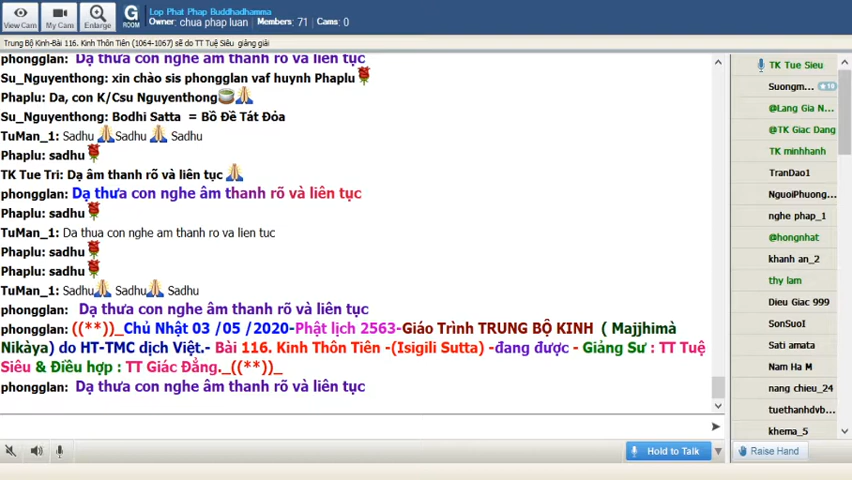 View Cam
My Cam
Enlarge
G
ROOM
Lop Phat Phap Buddhadhamma
Owner: chua phap luan Members: 71 Cams: 0
Trung Bộ Kinh-Bài 116. Kinh Thôn Tiên (1064-1067) sẽ do TT Tuệ Siêu giảng giải
phongglan: Dạ thưa con nghe âm thanh rõ và liên tục
Su_Nguyenthong: xin chào sis phongglan vaf huynh Phaplu
Phaplu: Da, con K/Csu Nguyenthong
Su_Nguyenthong: Bodhi Satta = Bồ Đề Tát Đỏa
TuMan_1: Sadhu Sadhu Sadhu
Phaplu: sadhu
TK Tue Tri: Dạ âm thanh rõ và liên tục
phongglan: Dạ thưa con nghe âm thanh rõ và liên tục
Phaplu: sadhu
TuMan_1: Da thua con nghe am thanh ro va lien tuc
Phaplu: sadhu
Phaplu: sadhu
TuMan_1: Sadhu Sadhu Sadhu
phongglan: Dạ thưa con nghe âm thanh rõ và liên tục
phongglan: ((**))_Chủ Nhật 03 /05 /2020-Phật lịch 2563-Giáo Trình TRUNG BỘ KINH ( Majjhimà
Nikàya) do HT-TMC dịch Việt.- Bài 116. Kinh Thôn Tiên -(Isigili Sutta) -đang được - Giảng Sư : TT Tuệ
Siêu & Điều hợp : TT Giác Đẳng._((**))_
phongglan: Dạ thưa con nghe âm thanh rõ và liên tục
Hold to Talk
TK Tue Sieu
Suongm... 10
@Lang Gia N...
@TK Giac Dang
TK minhhanh
TranDao1
NguoiPhuong...
nghe phap_1
@hongnhat
khanh an_2
thy lam
Dieu Giac 999
SonSuoI
Sati amata
Nam Ha M
nang chieu_24
tuethanhdvb...
khema_5
Raise Hand